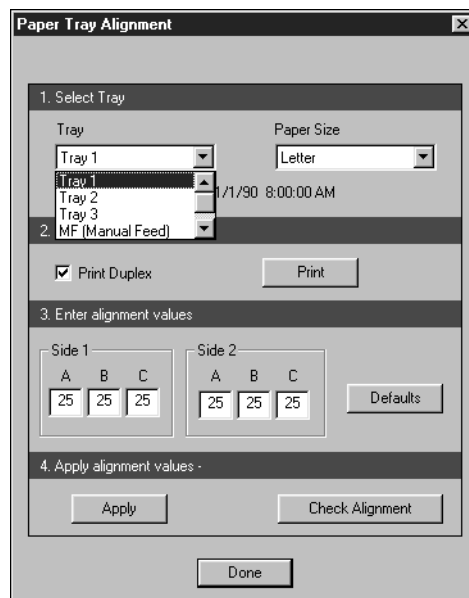 Paper Tray Alignment
1. Select Tray
Tray Paper Size
Tray 1 Letter
Tray 1
Tray 2
Tray 3
MF (Manual Feed)
1/1/90 8:00:00 AM
2.
Print Duplex Print
3. Enter alignment values
Side 1 Side 2
A B C A B C
25 25 25 25 25 25
Defaults
4. Apply alignment values -
Apply Check Alignment
Done